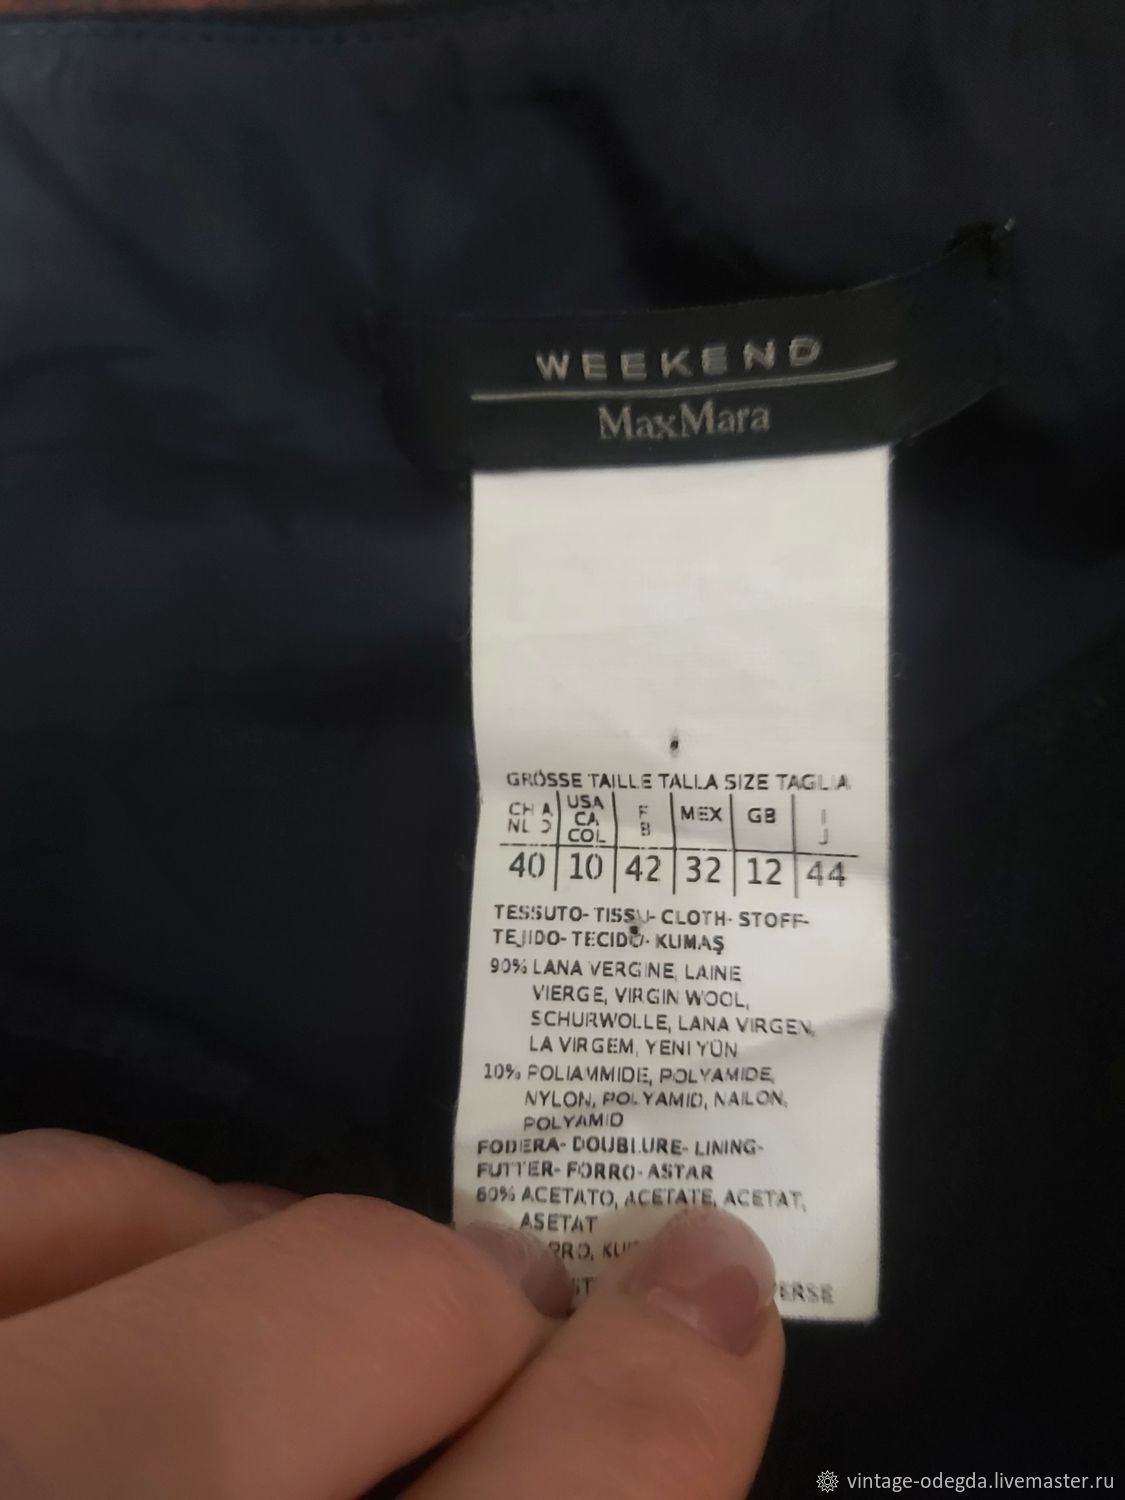 WEEKEND
MaxMara
GRÖSSE TAILLE TALLA SIZE TAGLIA
CH A NL D | USA CA COL | F B | MEX | GB | I J
40 | 10 | 42 | 32 | 12 | 44
TESSUTO- TISSU- CLOTH- STOFF-
TEJIDO- TECIDO- KUMAŞ
90% LANA VERGINE, LAINE
VIERGE, VIRGIN WOOL,
SCHURWOLLE, LANA VIRGEN,
LA VIRGEM, YENI YÜN
10% POLIAMMIDE, POLYAMIDE,
NYLON, POLYAMID, NAILON,
POLYAMID
FODERA- DOUBLURE- LINING-
FUTTER- FORRO- ASTAR
60% ACETATO, ACETATE, ACETAT,
ASETAT
vintage-odegda.livemaster.ru